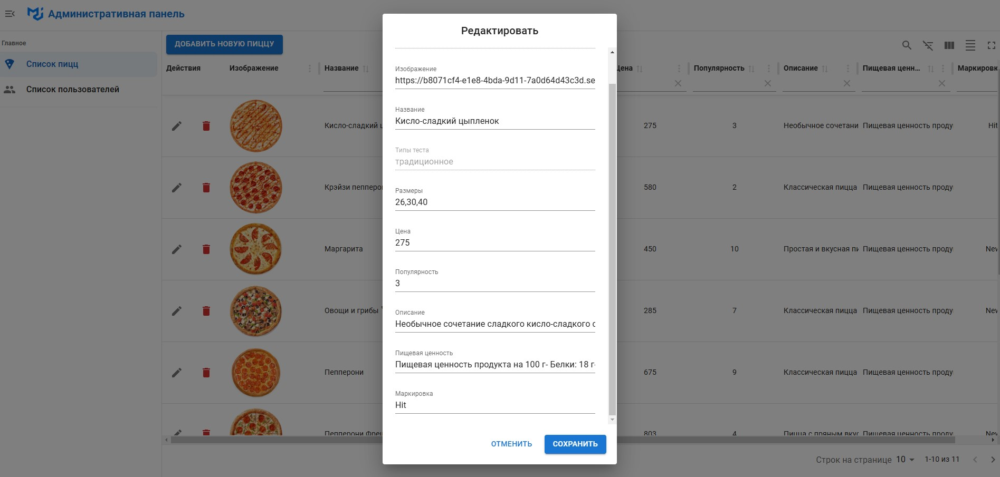 Административная панель
Главное
Список пицц
Список пользователей
ДОБАВИТЬ НОВУЮ ПИЦЦУ
Действия Изображение Название Цена Популярность Описание Пищевая ценн... Маркировк
Кисло-сладкий ц 275 3 Необычное сочетани Пищевая ценность проду Hit
Крэйзи пепперо 580 2 Классическая пицца Пищевая ценность проду
Маргарита 450 10 Простая и вкусная пи Пищевая ценность проду New
Овощи и грибы 285 7 Классическая пицца Пищевая ценность проду New
Пепперони 675 9 Классическая пицца Пищевая ценность проду
Пепперони Фреш 803 4 Пицца с пряным вкус Пищевая ценность проду New
Строк на странице 10 1-10 из 11
Редактировать
Изображение
https://b8071cf4-e1e8-4bda-9d11-7a0d64d43c3d.se
Название
Кисло-сладкий цыпленок
Типы теста
традиционное
Размеры
26,30,40
Цена
275
Популярность
3
Описание
Необычное сочетание сладкого кисло-сладкого с
Пищевая ценность
Пищевая ценность продукта на 100 г- Белки: 18 г-
Маркировка
Hit
ОТМЕНИТЬ СОХРАНИТЬ